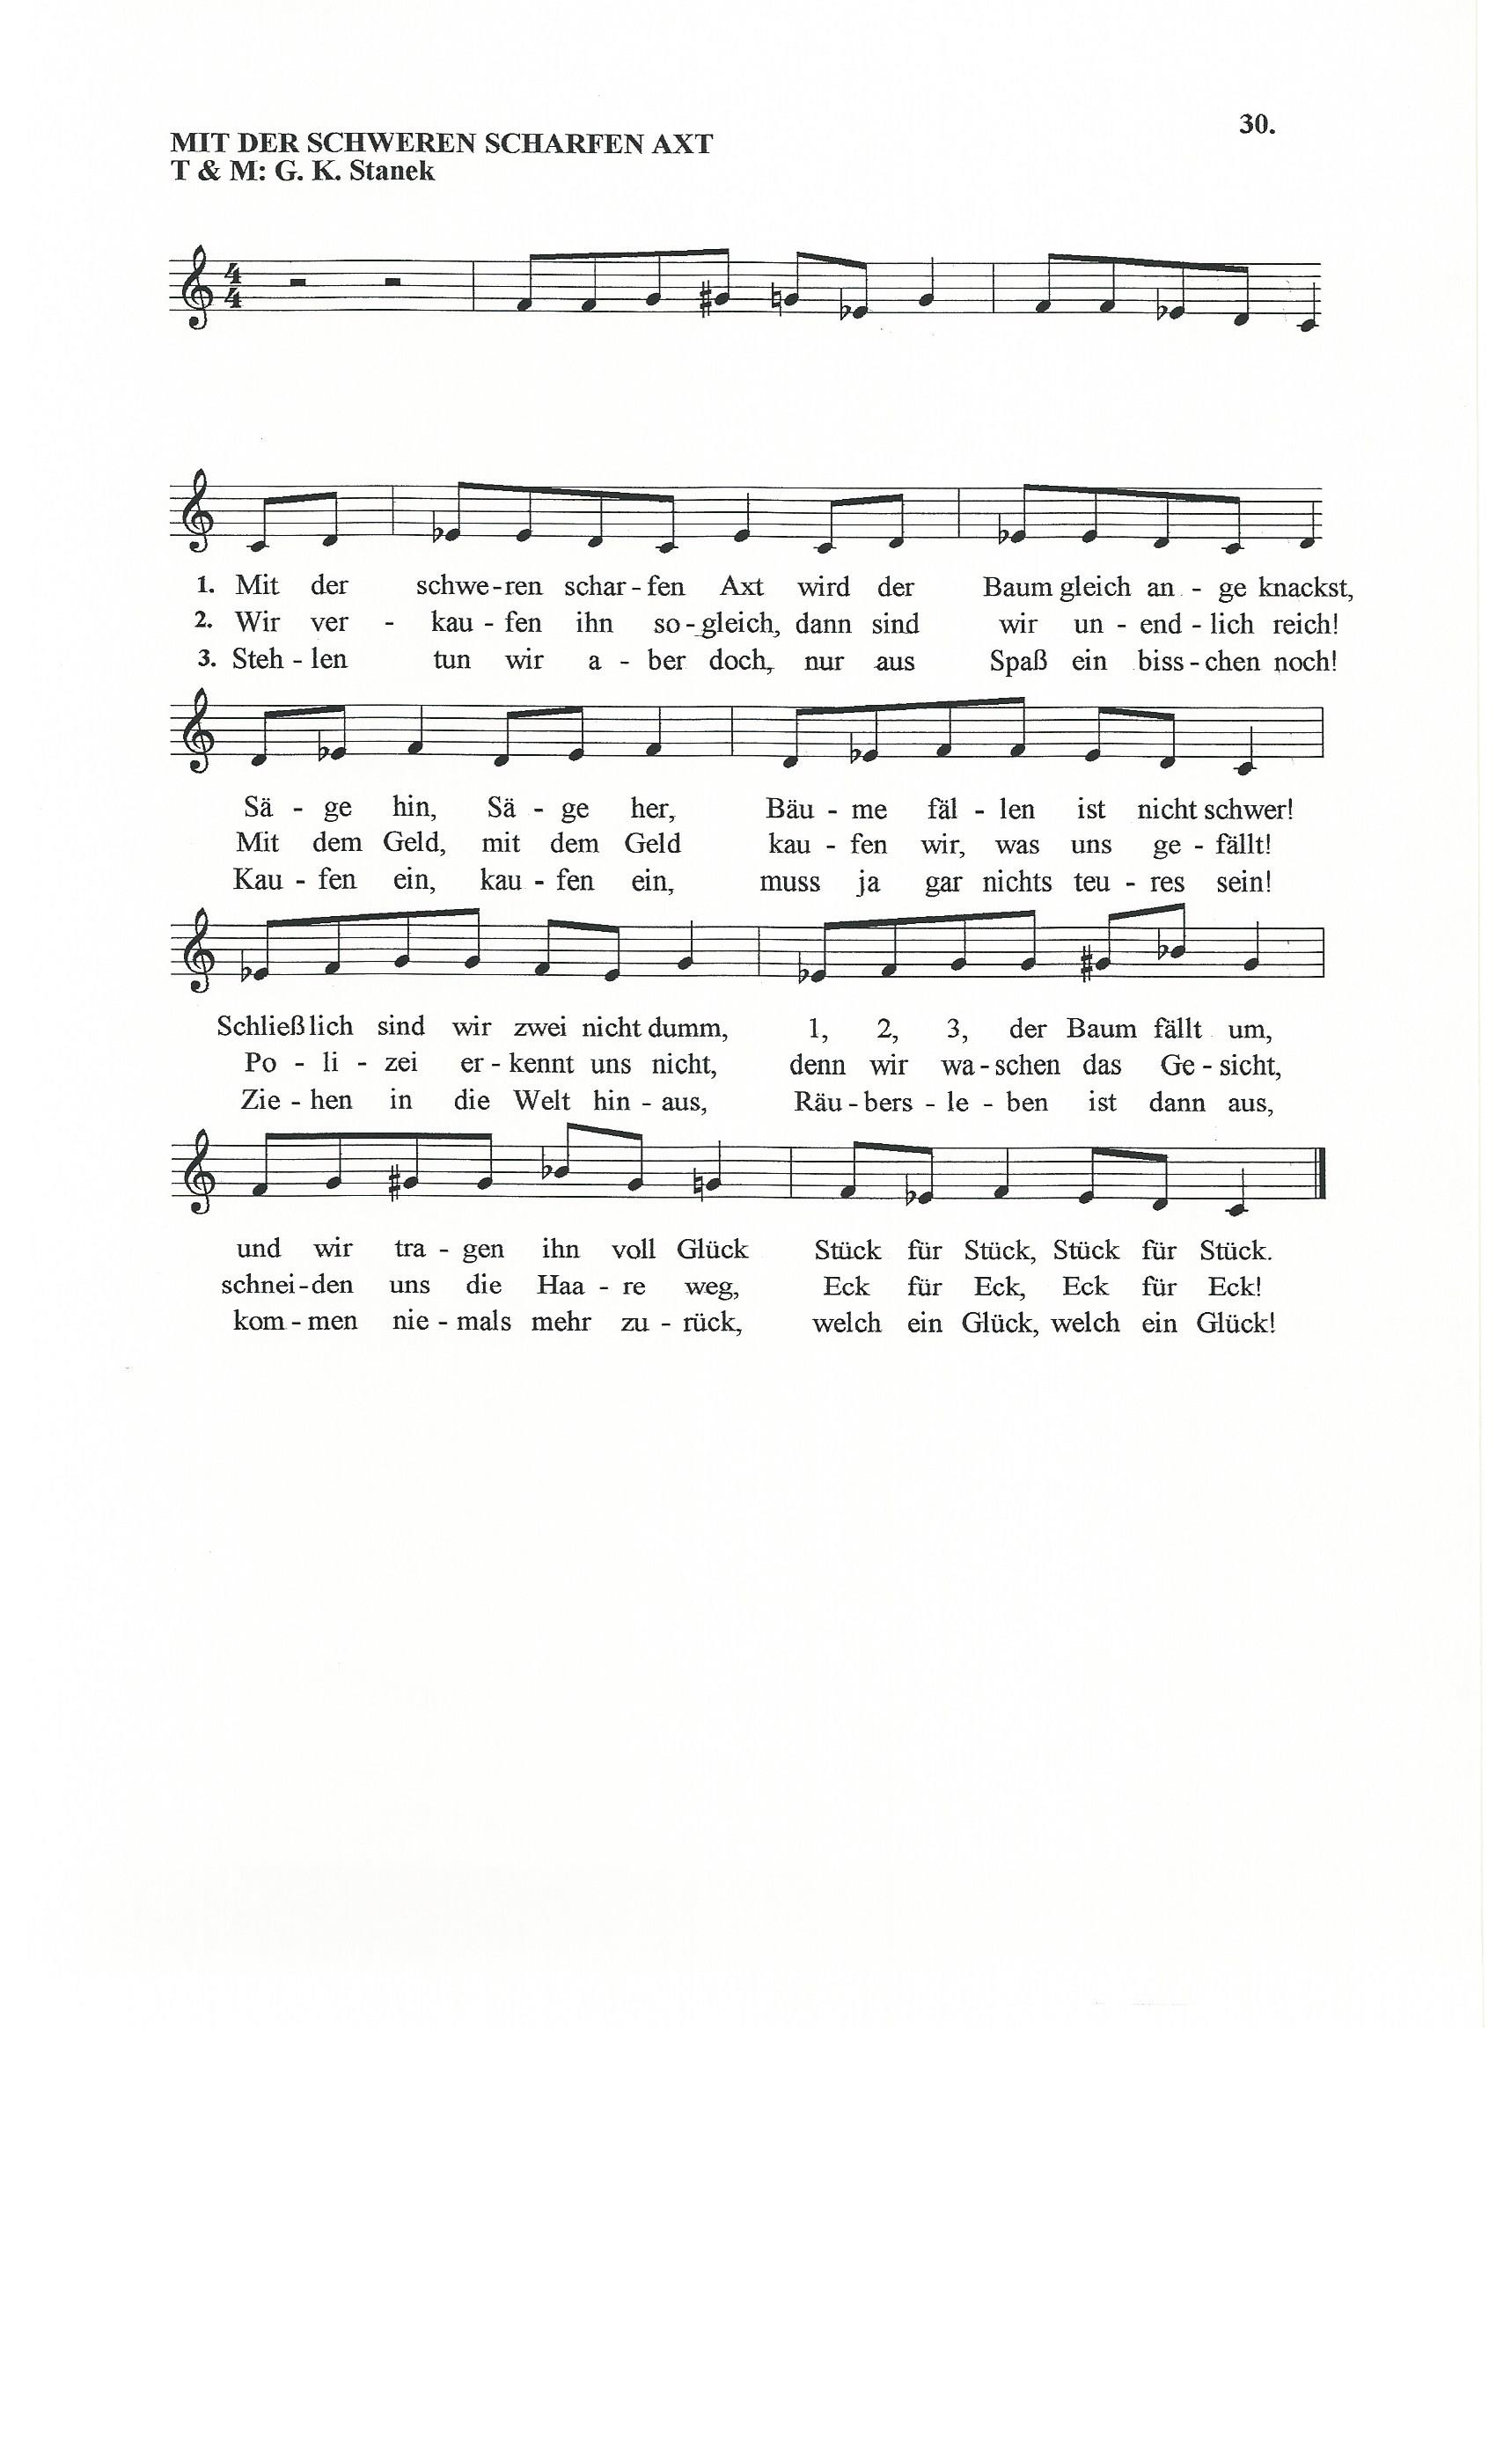 30.
MIT DER SCHWEREN SCHARFEN AXT
T & M: G. K. Stanek
4
4
1. Mit der schwe-ren schar-fen Axt wird der Baum gleich an - ge knackst,
2. Wir ver - kau - fen ihn so-gleich, dann sind wir un - end - lich reich!
3. Steh - len tun wir a - ber doch, nur aus Spaß ein biss - chen noch!
Sä - ge hin, Sä - ge her, Bäu - me fäl - len ist nicht schwer!
Mit dem Geld, mit dem Geld kau - fen wir, was uns ge - fällt!
Kau - fen ein, kau - fen ein, muss ja gar nichts teu - res sein!
Schließlich sind wir zwei nicht dumm, 1, 2, 3, der Baum fällt um,
Po - li - zei er - kennt uns nicht, denn wir wa - schen das Ge - sicht,
Zie - hen in die Welt hin - aus, Räu - bers - le - ben ist dann aus,
und wir tra - gen ihn voll Glück Stück für Stück, Stück für Stück.
schnei - den uns die Haa - re weg, Eck für Eck, Eck für Eck!
kom - men nie - mals mehr zu - rück, welch ein Glück, welch ein Glück!